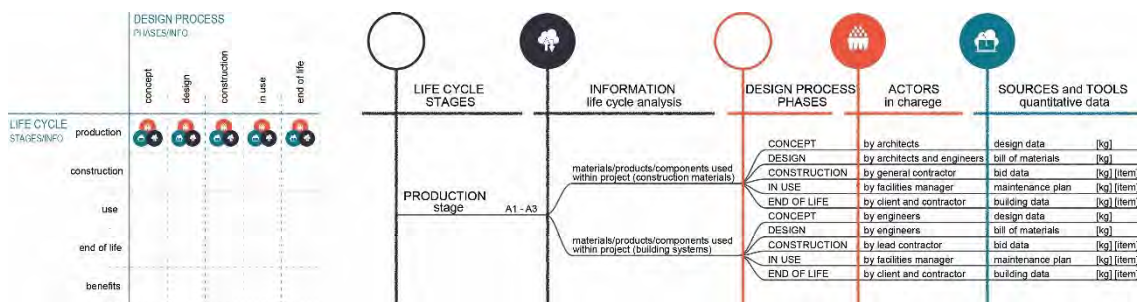 DESIGN PROCESS
PHASES/INFO
concept
design
construction
in use
end of life
LIFE CYCLE
STAGES/INFO
production
construction
use
end of life
benefits
LIFE CYCLE
STAGES
INFORMATION
life cycle analysis
DESIGN PROCESS
PHASES
ACTORS
in charege
SOURCES and TOOLS
quantitative data
PRODUCTION
stage
A1 - A3
materials/products/components used
within project (construction materials)
CONCEPT by architects design data [kg]
DESIGN by architects and engineers bill of materials [kg]
CONSTRUCTION by general contractor bid data [kg] [item]
IN USE by facilities manager maintenance plan [kg] [item]
END OF LIFE by client and contractor building data [kg] [item]
materials/products/components used
within project (building systems)
CONCEPT by engineers design data [kg]
DESIGN by engineers bill of materials [kg]
CONSTRUCTION by lead contractor bid data [kg] [item]
IN USE by facilities manager maintenance plan [kg] [item]
END OF LIFE by client and contractor building data [kg] [item]